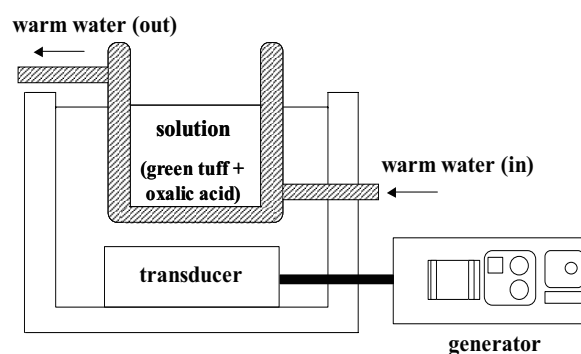 warm water (out)
solution
(green tuff +
oxalic acid)
warm water (in)
transducer
generator